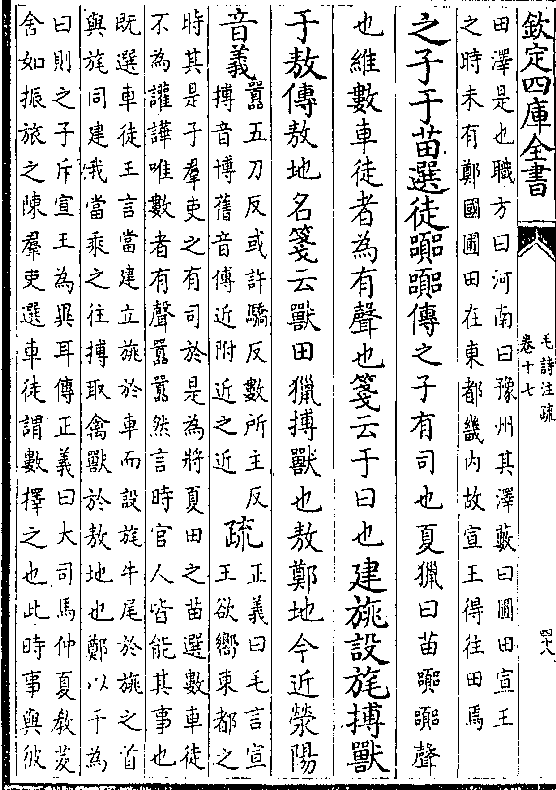 欽定四庫全書
毛詩注疏
卷十七
四十八
田澤是也職方曰河南曰豫州其澤藪曰圃田宣王
之時未有鄭國圃田在東都畿内故宣王得往田焉
之子于苗選徒嚻嚻傳之子有司也夏獵曰苗嚻嚻聲
也維數車徒者為有聲也箋云于曰也建旐設旄搏獸
于敖傳敖地名箋云獸田獵搏獸也敖鄭地今近滎陽
音義嚻五刀反或許驕反數所主反
搏音博舊音傅近附近之近
疏正義曰毛言宣
王欲嚮東都之
時其是子羣吏之有司於是為將夏田之苗選數車徒
不為讙譁唯數者有聲嚻嚻然言時官人皆能其事也
既選車徒王言當建立旐於車而設旄牛尾於旐之首
與旄同建我當乘之往搏取禽獸於敖地也鄭以于為
曰則之子斥宣王為異耳傳正義曰大司馬仲夏教茇
舍如振旅之陳羣吏選車徒謂數擇之也此時事與彼